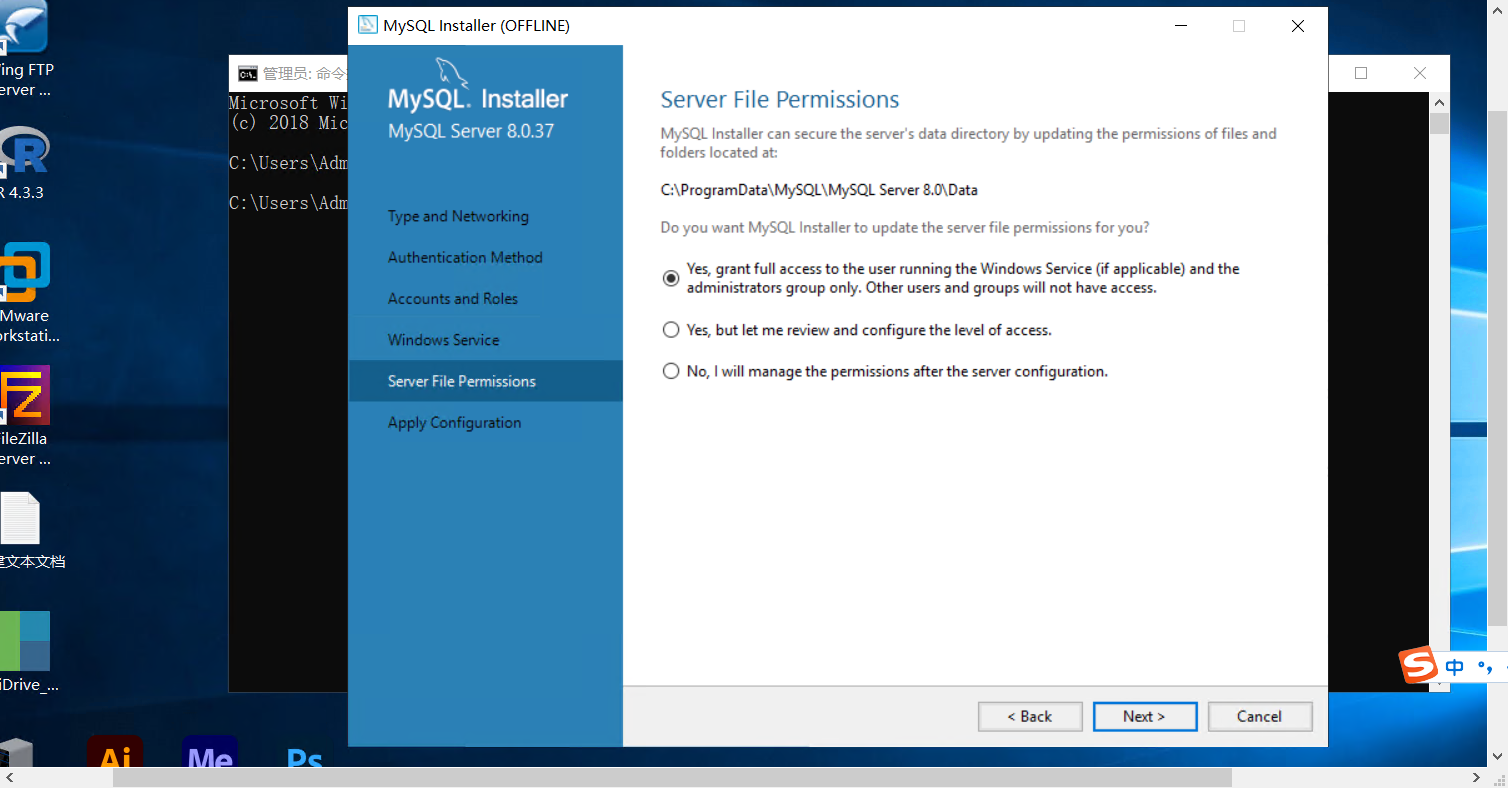 MySQL Installer (OFFLINE)
ing FTP
erver ...
R 4.3.3
Mware
orkstati...
ileZilla
erver ...
建文本文档
iDrive_...
Ai
Me
Ps
管理员: 命令
Microsoft Wi
(c) 2018 Mic
C:\Users\Adm
C:\Users\Adm
MySQL. Installer
MySQL Server 8.0.37
Type and Networking
Authentication Method
Accounts and Roles
Windows Service
Server File Permissions
Apply Configuration
Server File Permissions
MySQL Installer can secure the server's data directory by updating the permissions of files and
folders located at:
C:\ProgramData\MySQL\MySQL Server 8.0\Data
Do you want MySQL Installer to update the server file permissions for you?
Yes, grant full access to the user running the Windows Service (if applicable) and the
administrators group only. Other users and groups will not have access.
Yes, but let me review and configure the level of access.
No, I will manage the permissions after the server configuration.
< Back
Next >
Cancel
中